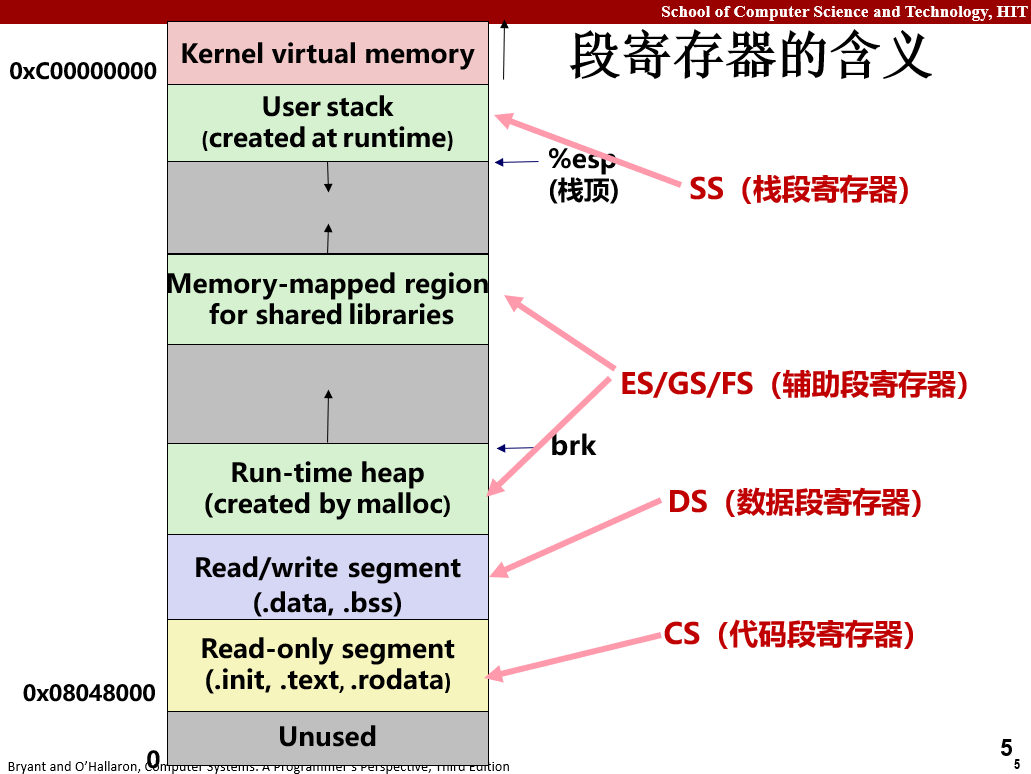 School of Computer Science and Technology, HIT
段寄存器的含义
0xC00000000
Kernel virtual memory
User stack
(created at runtime)
%esp
(栈顶)
SS（栈段寄存器）
Memory-mapped region
for shared libraries
ES/GS/FS（辅助段寄存器）
brk
Run-time heap
(created by malloc)
DS（数据段寄存器）
Read/write segment
(.data, .bss)
CS（代码段寄存器）
Read-only segment
(.init, .text, .rodata)
0x08048000
Unused
0
Bryant and O'Hallaron, Computer Systems: A Programmer's Perspective, Third Edition
5
5